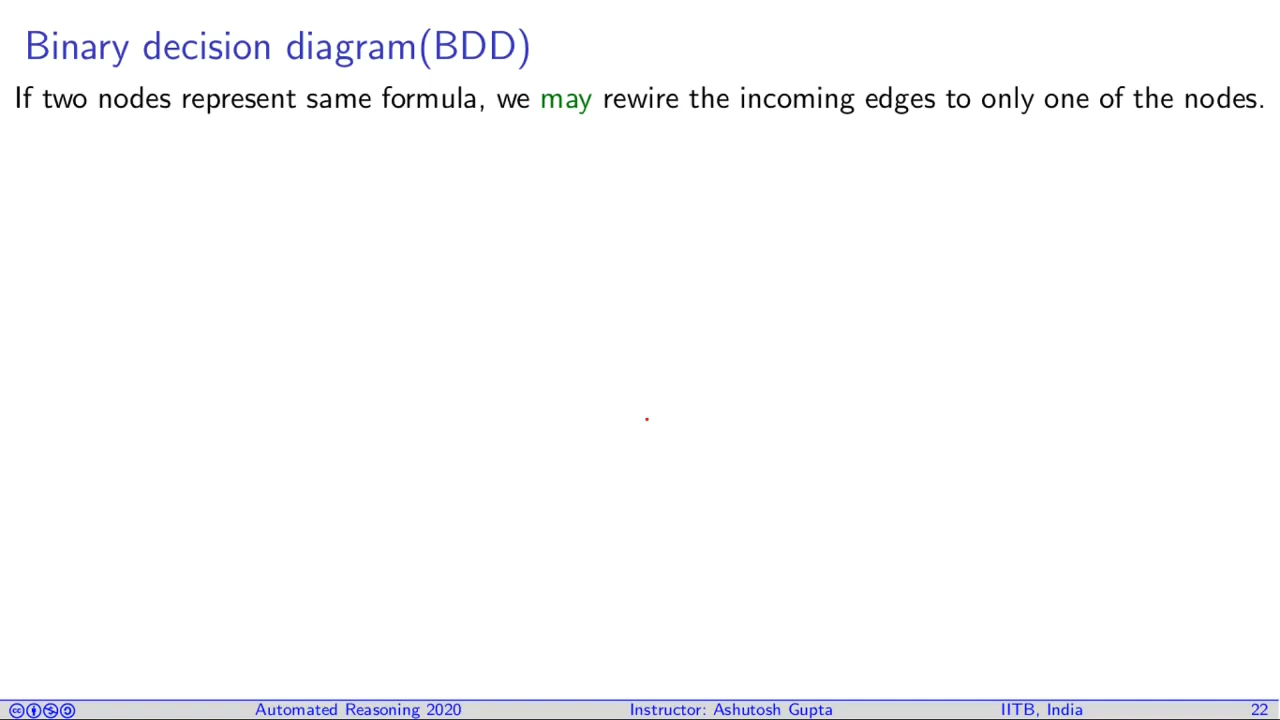 Binary decision diagram(BDD)
If two nodes represent same formula, we may rewire the incoming edges to only one of the nodes.
Automated Reasoning 2020 Instructor: Ashutosh Gupta IITB, India 22